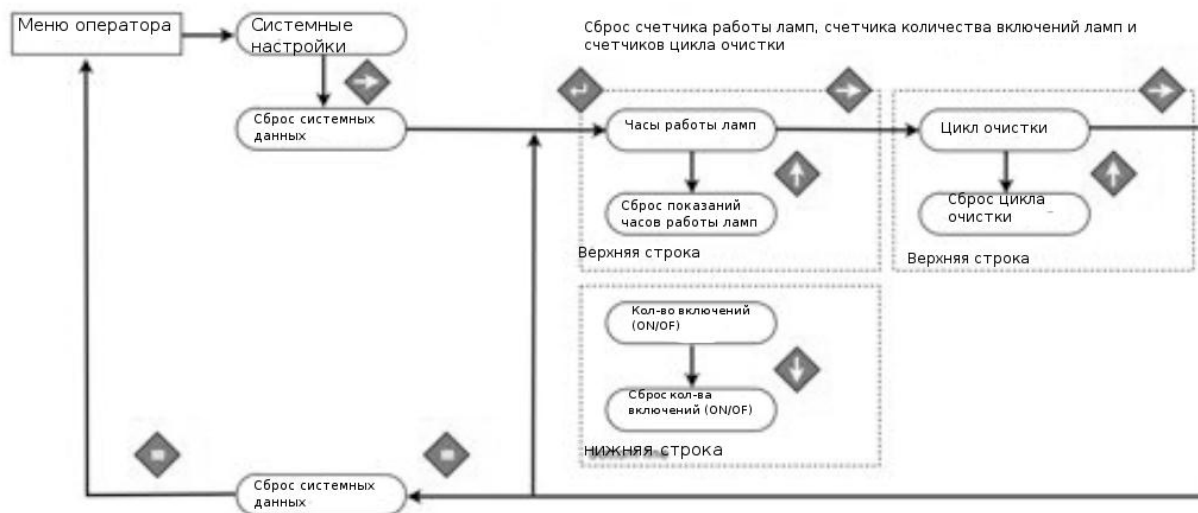 Меню оператора
Системные
настройки
Сброс счетчика работы ламп, счетчика количества включений ламп и
счетчиков цикла очистки
Сброс системных
данных
Часы работы ламп
Цикл очистки
Сброс показаний
часов работы ламп
Сброс цикла
очистки
Верхняя строка
Верхняя строка
Кол-во включений
(ON/OF)
Сброс кол-ва
включений (ON/OF)
нижняя строка
Сброс системных
данных